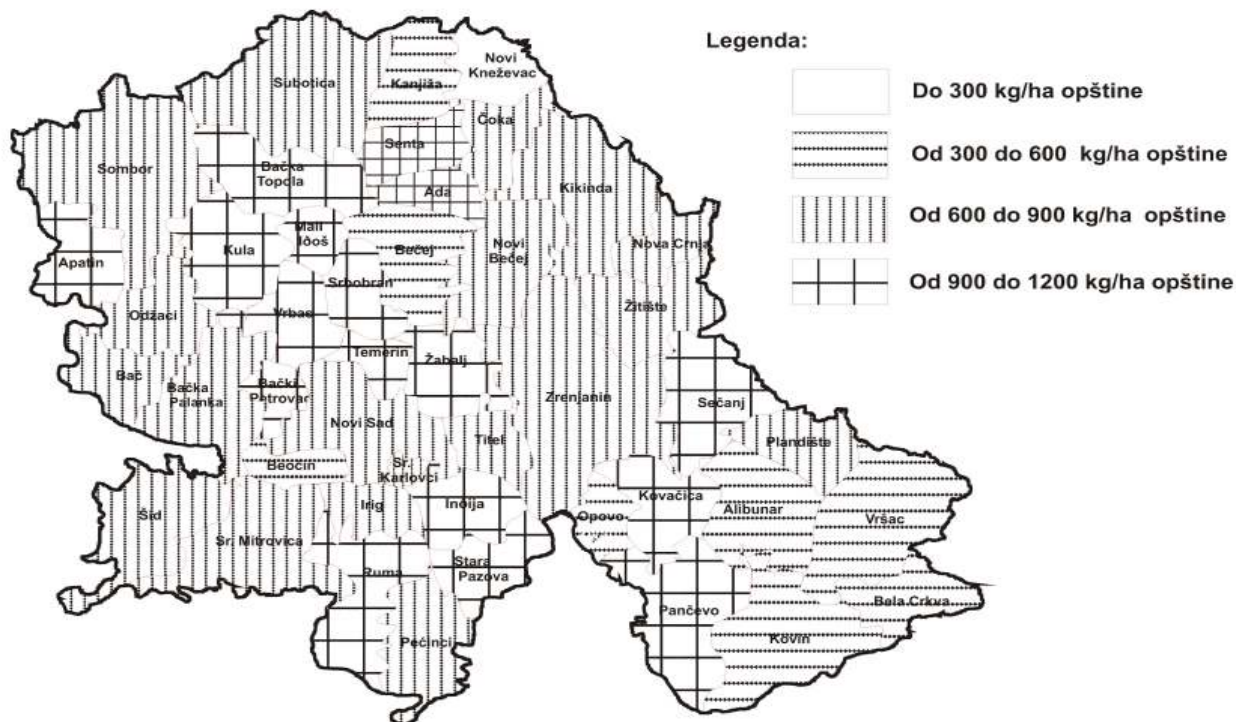 Legenda:
Do 300 kg/ha opštine
Od 300 do 600 kg/ha opštine
Od 600 do 900 kg/ha opštine
Od 900 do 1200 kg/ha opštine
Novi
Kneževac
Subotica
Kanjiža
Čoka
Senta
Sombor
Bačka
Topola
Ada
Kikinda
Mali
Iđoš
Kula
Bečej
Novi
Bečej
Nova Crnja
Apatin
Srbobran
Odžaci
Vrbas
Žitište
Temerin
Žabalj
Bač
Bačka
Palanka
Bački
Petrovac
Zrenjanin
Sečanj
Novi Sad
Titel
Plandište
Beočin
Sr.
Karlovci
Šid
Irig
Inđija
Kovačica
Opovo
Alibunar
Vršac
Sr. Mitrovica
Ruma
Stara
Pazova
Bela Crkva
Pančevo
Pećinci
Kovin